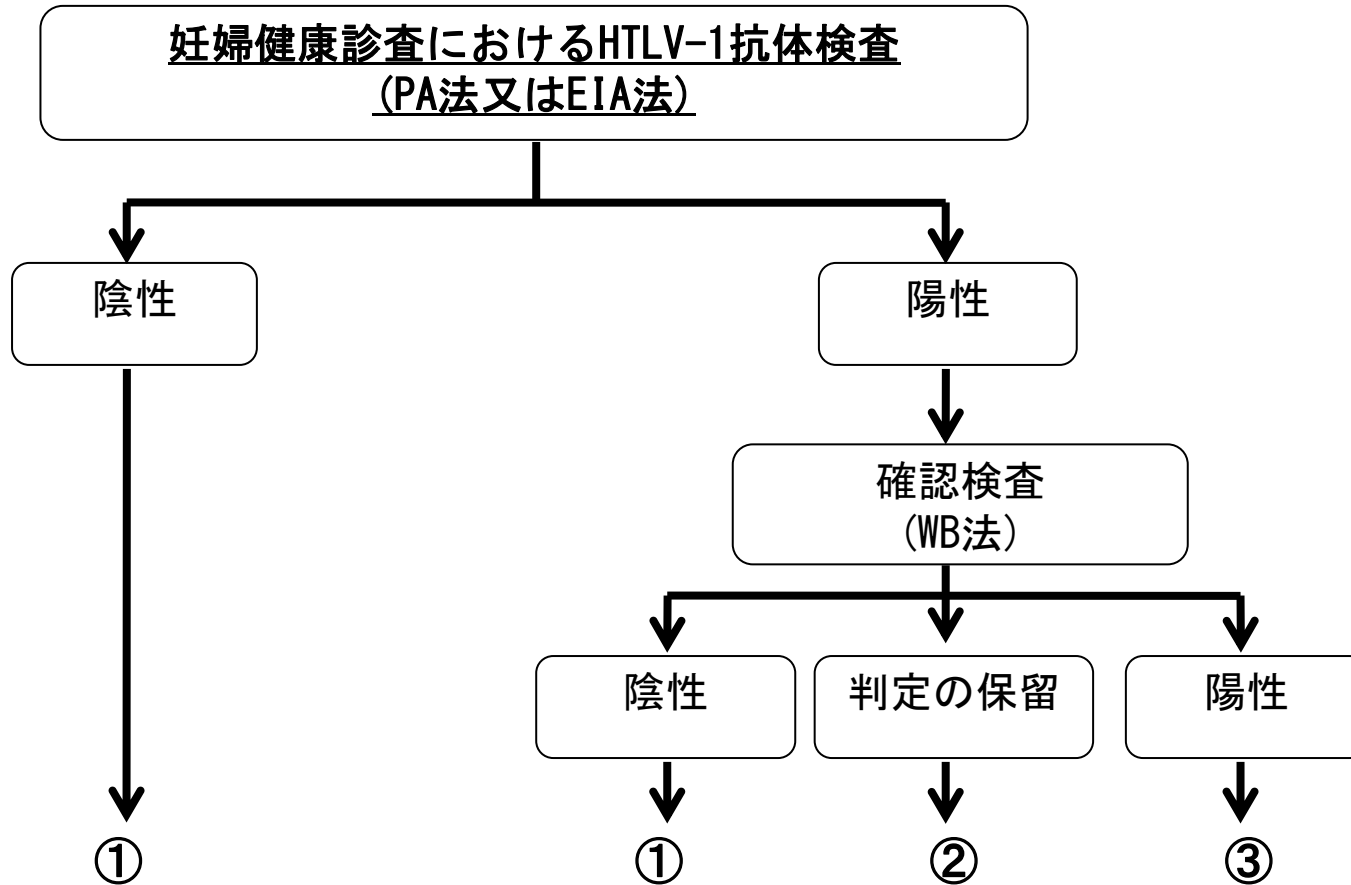 妊婦健康診査におけるHTLV-1抗体検査
(PA法又はEIA法)
陰性
陽性
確認検査
(WB法)
陰性
判定の保留
陽性
①
①
②
③